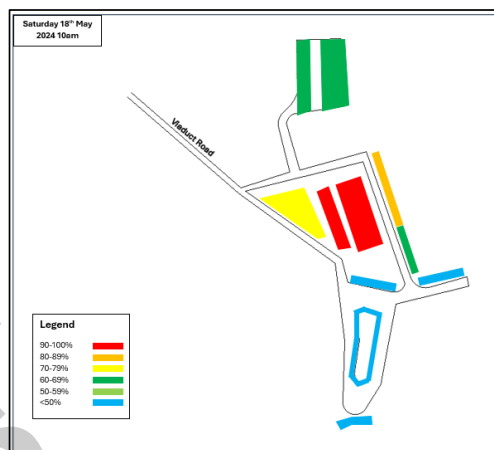 Saturday 18th May
2024 10am
Viaduct Road
Legend
90-100%
80-89%
70-79%
60-69%
50-59%
<50%